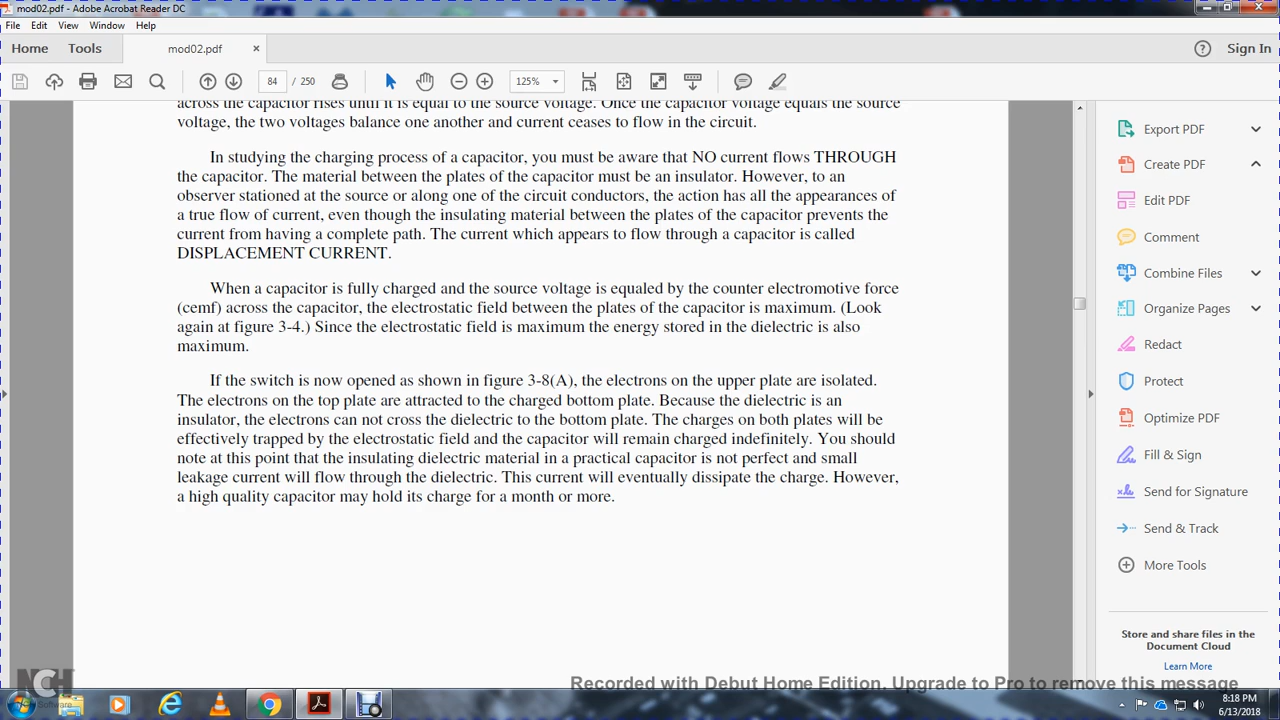 mod02.pdf - Adobe Acrobat Reader DC
File Edit View Window Help
Home Tools mod02.pdf × Sign In
84 / 250 125%
across the capacitor rises until it is equal to the source voltage. Once the capacitor voltage equals the source
voltage, the two voltages balance one another and current ceases to flow in the circuit.
In studying the charging process of a capacitor, you must be aware that NO current flows THROUGH
the capacitor. The material between the plates of the capacitor must be an insulator. However, to an
observer stationed at the source or along one of the circuit conductors, the action has all the appearances of
a true flow of current, even though the insulating material between the plates of the capacitor prevents the
current from having a complete path. The current which appears to flow through a capacitor is called
DISPLACEMENT CURRENT.
When a capacitor is fully charged and the source voltage is equaled by the counter electromotive force
(cemf) across the capacitor, the electrostatic field between the plates of the capacitor is maximum. (Look
again at figure 3-4.) Since the electrostatic field is maximum the energy stored in the dielectric is also
maximum.
If the switch is now opened as shown in figure 3-8(A), the electrons on the upper plate are isolated.
The electrons on the top plate are attracted to the charged bottom plate. Because the dielectric is an
insulator, the electrons can not cross the dielectric to the bottom plate. The charges on both plates will be
effectively trapped by the electrostatic field and the capacitor will remain charged indefinitely. You should
note at this point that the insulating dielectric material in a practical capacitor is not perfect and small
leakage current will flow through the dielectric. This current will eventually dissipate the charge. However,
a high quality capacitor may hold its charge for a month or more.
Export PDF
Create PDF
Edit PDF
Comment
Combine Files
Organize Pages
Redact
Protect
Optimize PDF
Fill & Sign
Send for Signature
Send & Track
More Tools
Store and share files in the
Document Cloud
Learn More
NCH
Software
Recorded with Debut Home Edition. Upgrade to Pro to remove this message
8:18 PM
6/13/2018